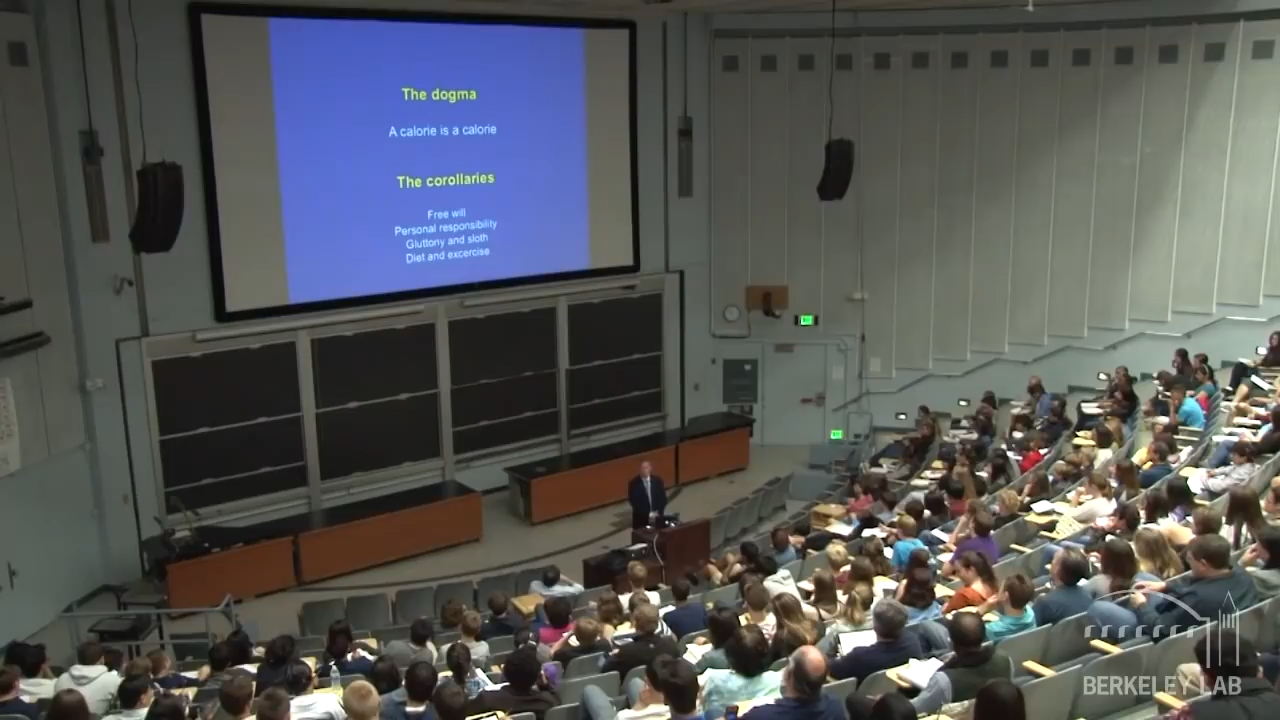 The dogma
A calorie is a calorie
The corollaries
Free will
Personal responsibility
Gluttony and sloth
Diet and excercise
BERKELEY LAB